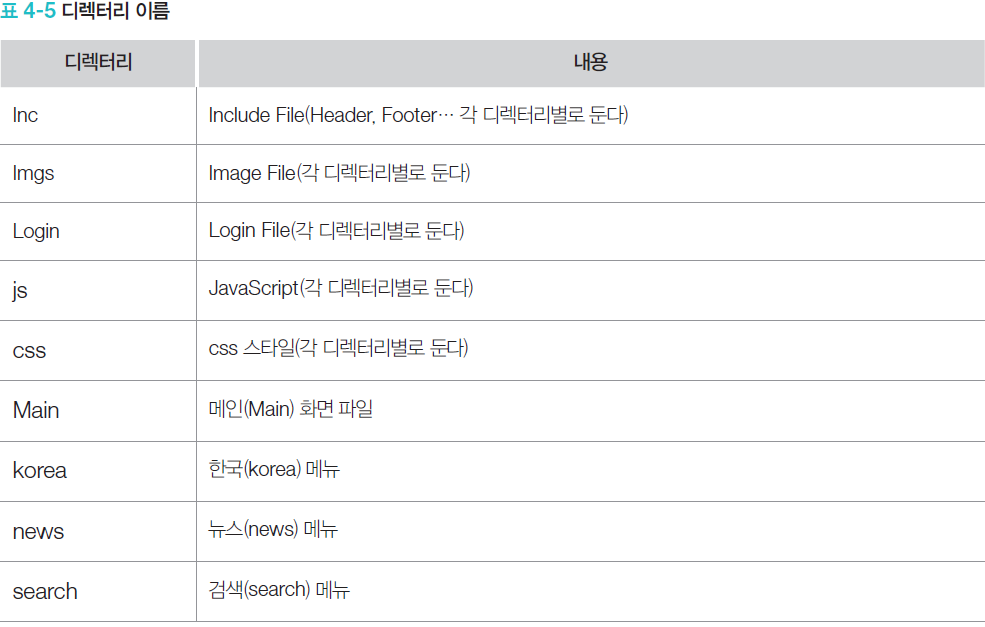 표 4-5 디렉터리 이름
디렉터리 내용
Inc Include File(Header, Footer… 각 디렉터리별로 둔다)
Imgs Image File(각 디렉터리별로 둔다)
Login Login File(각 디렉터리별로 둔다)
js JavaScript(각 디렉터리별로 둔다)
css css 스타일(각 디렉터리별로 둔다)
Main 메인(Main) 화면 파일
korea 한국(korea) 메뉴
news 뉴스(news) 메뉴
search 검색(search) 메뉴